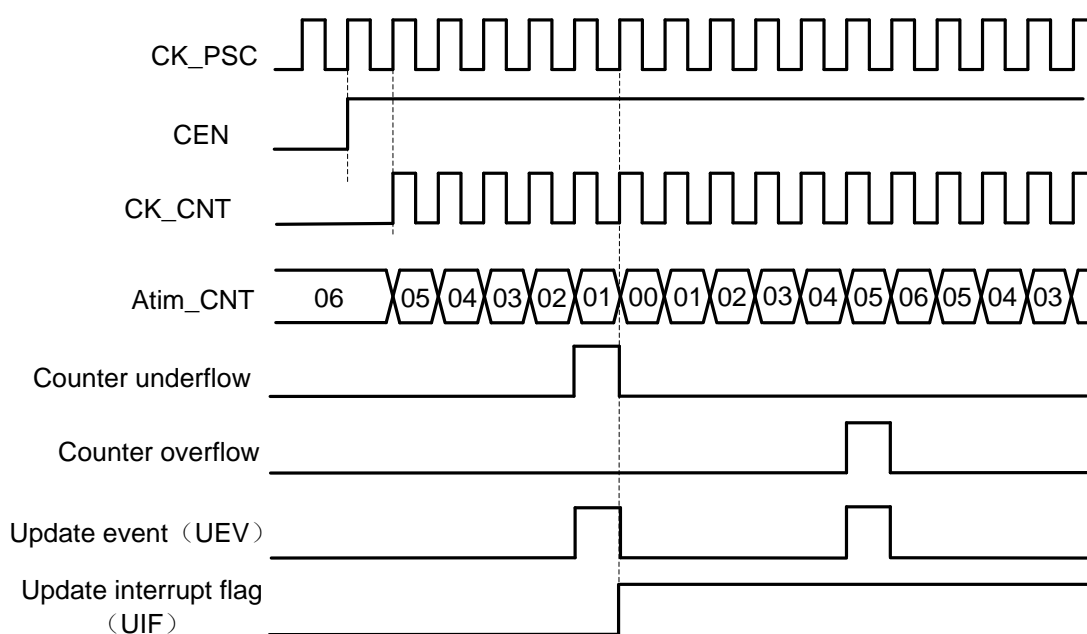 CK_PSC
CEN
CK_CNT
Atim_CNT
06 05 04 03 02 01 00 01 02 03 04 05 06 05 04 03
Counter underflow
Counter overflow
Update event（UEV）
Update interrupt flag
（UIF）